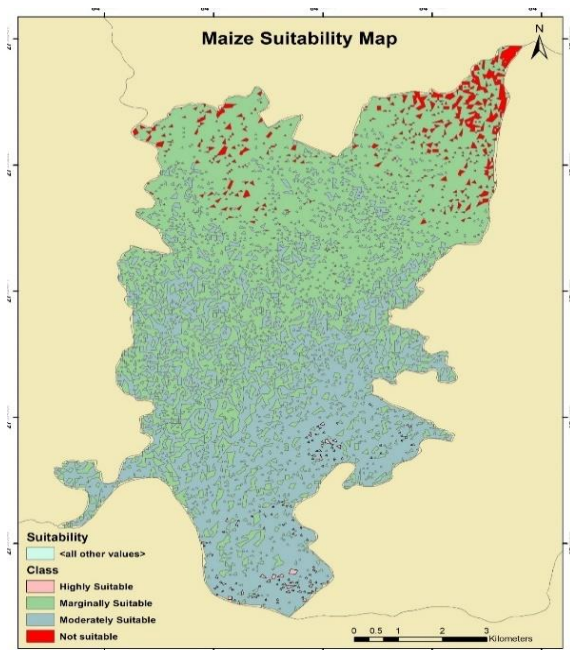 Maize Suitability Map
N
Suitability
<all other values>
Class
Highly Suitable
Marginally Suitable
Moderately Suitable
Not suitable
0 0.5 1 2 3
Kilometers